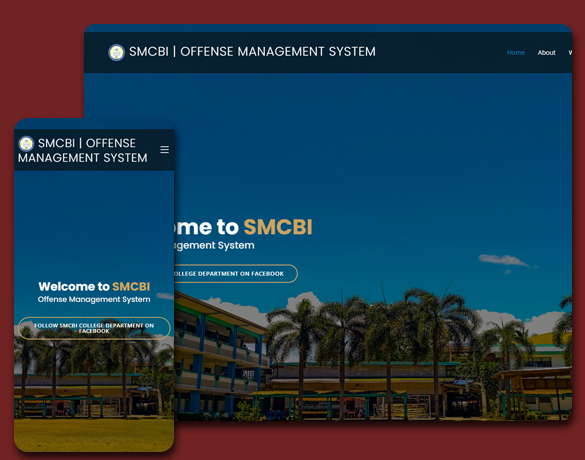 SMCBI | OFFENSE MANAGEMENT SYSTEM
Home About
ome to SMCBI
agement System
OLLEGE DEPARTMENT ON FACEBOOK
SMCBI | OFFENSE
MANAGEMENT SYSTEM
Welcome to SMCBI
Offense Management System
FOLLOW SMCBI COLLEGE DEPARTMENT ON
FACEBOOK